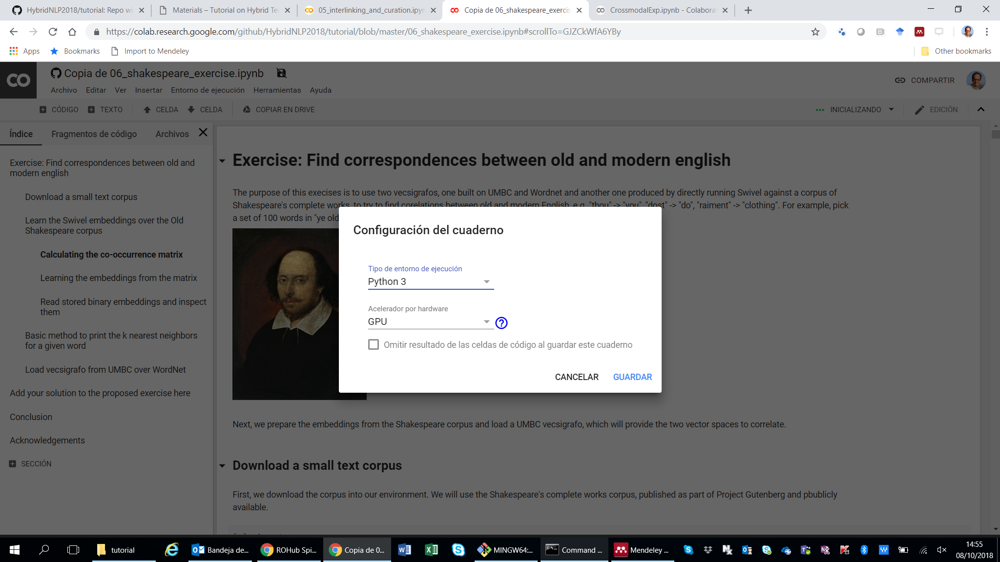 HybridNLP2018/tutorial: Repo wi
Materials – Tutorial on Hybrid Te
05_interlinking_and_curation.ipyn
Copia de 06_shakespeare_exercis
CrossmodalExp.ipynb - Colabora
https://colab.research.google.com/github/HybridNLP2018/tutorial/blob/master/06_shakespeare_exercise.ipynb#scrollTo=GJZCkWfA6YBy
Apps
Bookmarks
Import to Mendeley
Other bookmarks
CO
Copia de 06_shakespeare_exercise.ipynb
COMPARTIR
Archivo Editar Ver Insertar Entorno de ejecución Herramientas Ayuda
CÓDIGO TEXTO CELDA CELDA COPIAR EN DRIVE
INICIALIZANDO
EDICIÓN
Índice Fragmentos de código Archivos
Exercise: Find correspondences between old and
modern english
Download a small text corpus
Learn the Swivel embeddings over the Old
Shakespeare corpus
Calculating the co-occurrence matrix
Learning the embeddings from the matrix
Read stored binary embeddings and inspect
them
Basic method to print the k nearest neighbors
for a given word
Load vecsigrafo from UMBC over WordNet
Add your solution to the proposed exercise here
Conclusion
Acknowledgements
SECCIÓN
Exercise: Find correspondences between old and modern english
The purpose of this execises is to use two vecsigrafos, one built on UMBC and Wordnet and another one produced by directly running Swivel against a corpus of
Shakespeare's complete works, to try to find corelations between old and modern English, e.g. "thou" -> "you", "dost" -> "do", "raiment" -> "clothing". For example, pick
a set of 100 words in "ye old
Configuración del cuaderno
Tipo de entorno de ejecución
Python 3
Acelerador por hardware
GPU
?
Omitir resultado de las celdas de código al guardar este cuaderno
CANCELAR GUARDAR
Next, we prepare the embeddings from the Shakespeare corpus and load a UMBC vecsigrafo, which will provide the two vector spaces to correlate.
Download a small text corpus
First, we download the corpus into our environment. We will use the Shakespeare's complete works corpus, published as part of Project Gutenberg and pbublicly
available.
tutorial
Bandeja de...
ROHub Spi...
Copia de 0...
MINGW64:...
Command ...
Mendeley ...
14:55
08/10/2018